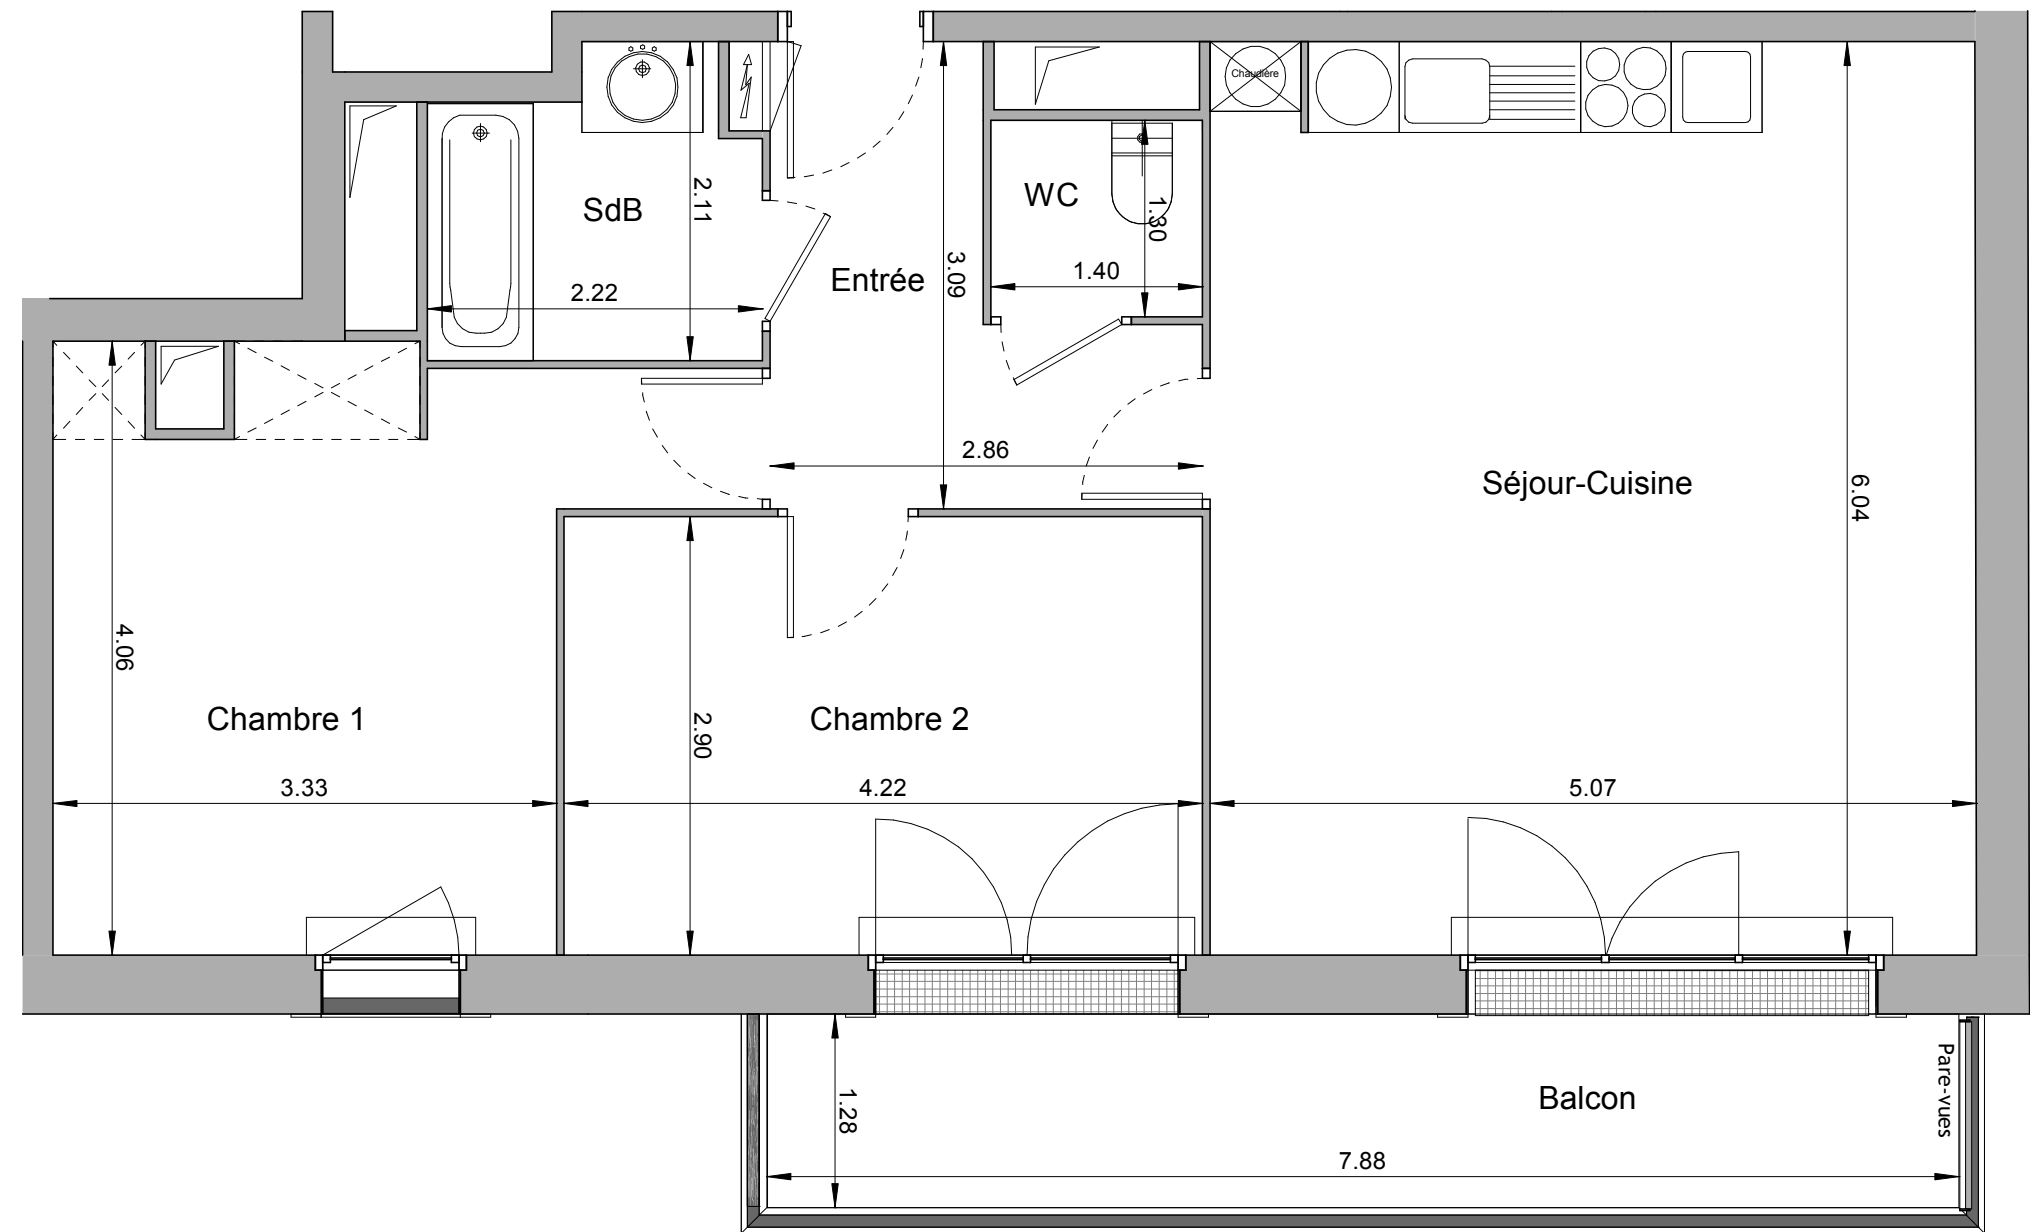 Chaudière
SdB
2.11
WC
1.30
Entrée
3.09
1.40
2.22
2.86
Séjour-Cuisine
6.04
4.06
Chambre 1
2.90
Chambre 2
3.33
4.22
5.07
Balcon
Pare-vues
1.28
7.88